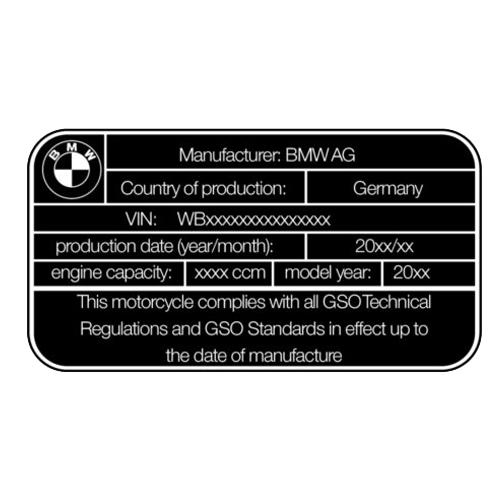 BMW
Manufacturer: BMW AG
Country of production: Germany
VIN: WBxxxxxxxxxxxxxxx
production date (year/month): 20xx/xx
engine capacity: xxxx ccm model year: 20xx
This motorcycle complies with all GSO Technical
Regulations and GSO Standards in effect up to
the date of manufacture